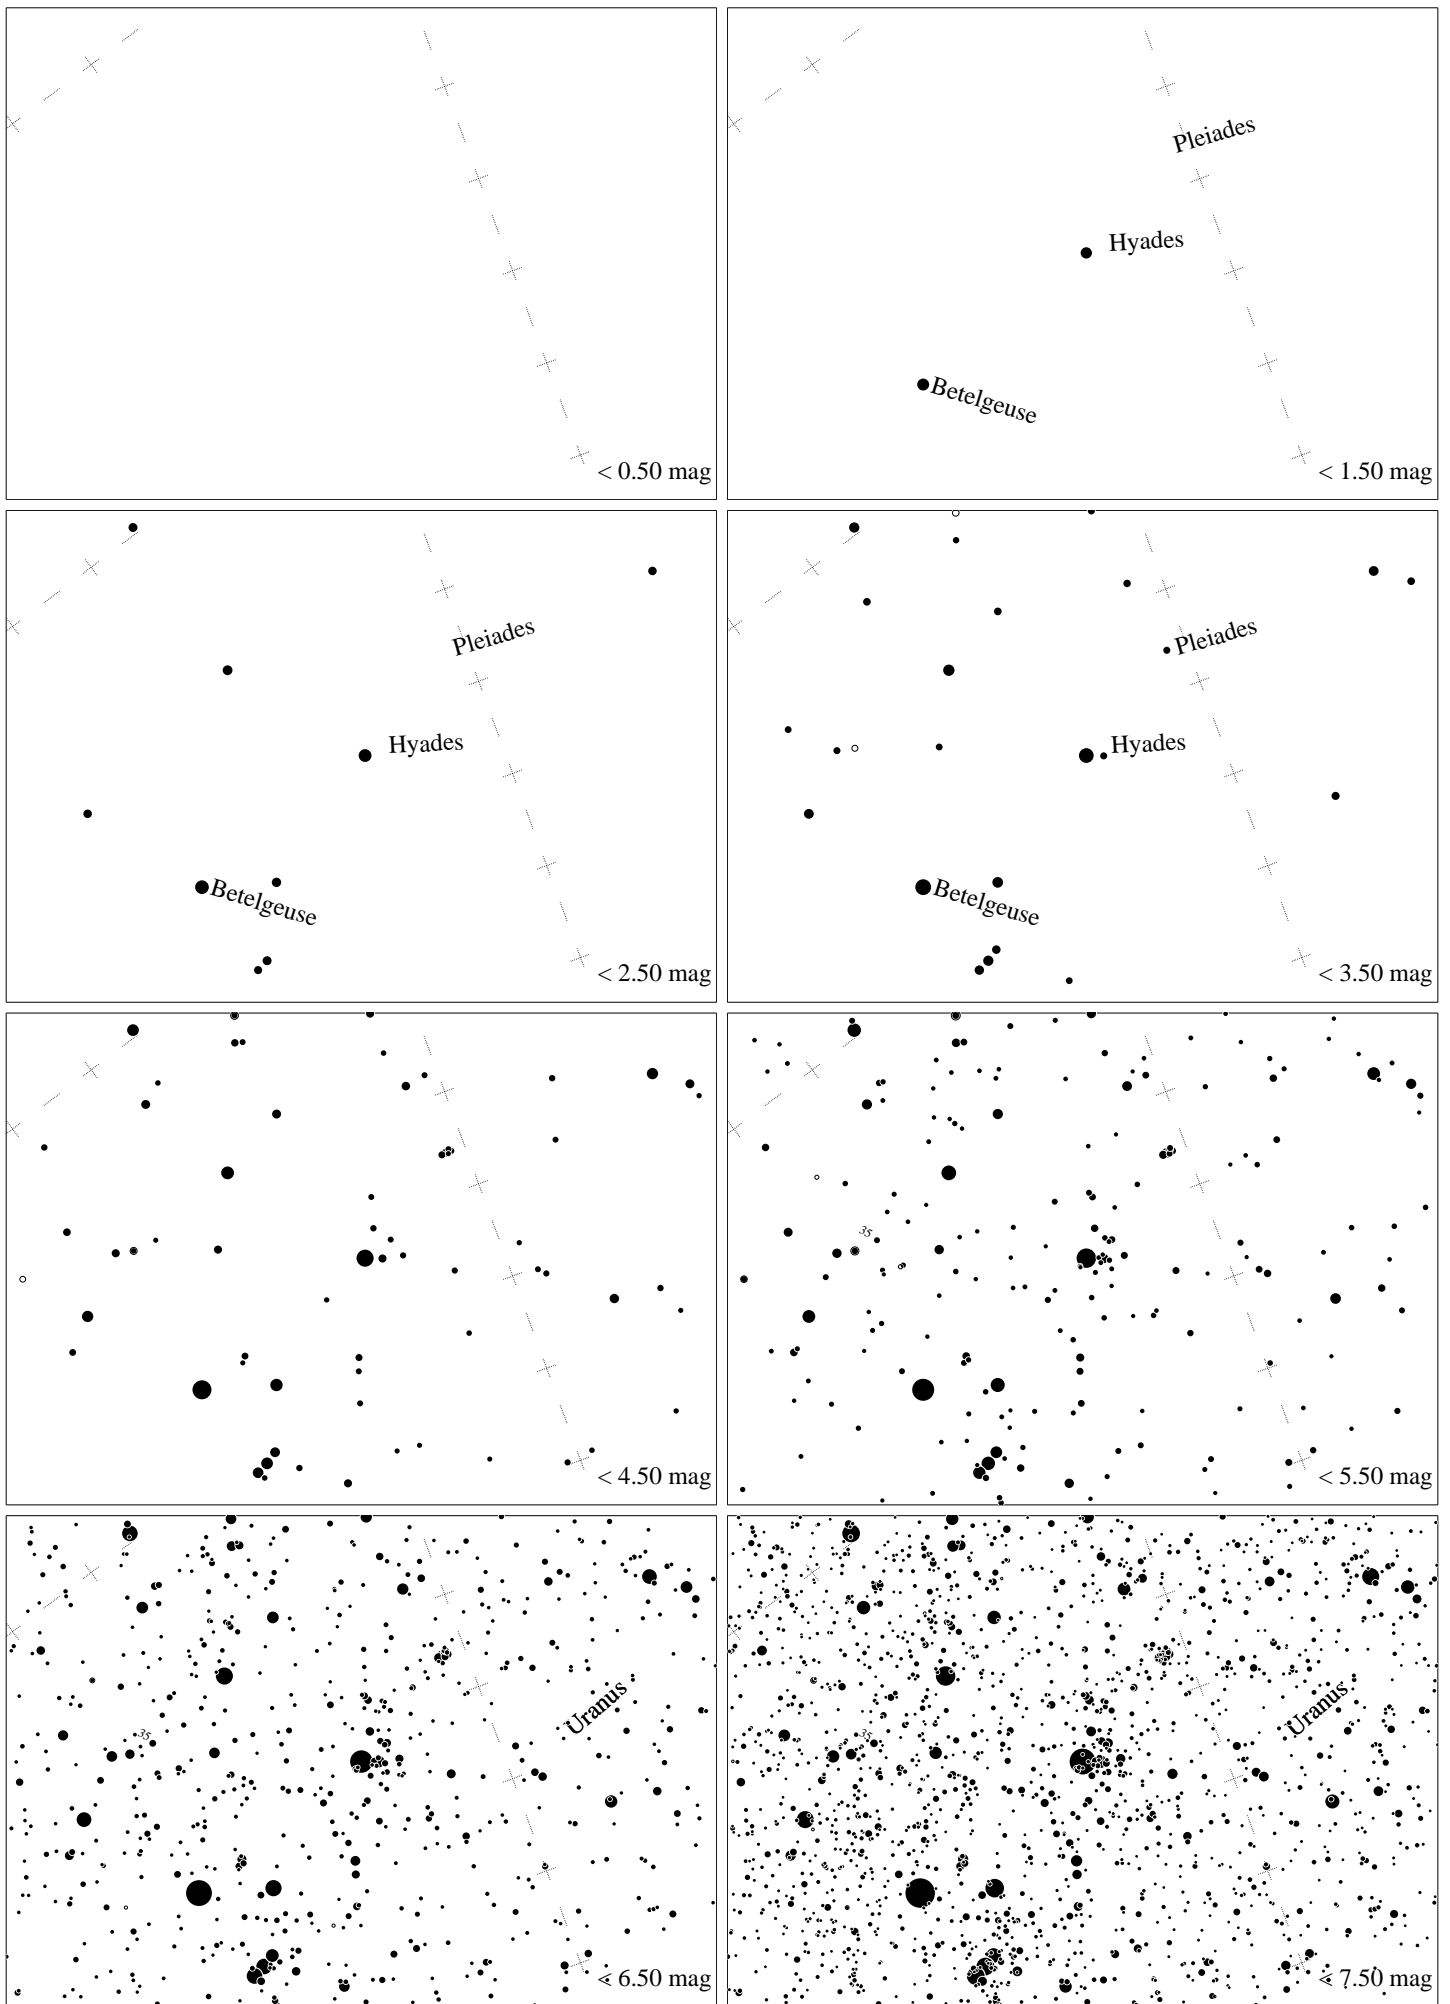 < 0.50 mag
Pleiades
Hyades
Betelgeuse
< 1.50 mag
Pleiades
Hyades
Betelgeuse
< 2.50 mag
Pleiades
Hyades
Betelgeuse
< 3.50 mag
< 4.50 mag
35
< 5.50 mag
Uranus
35
< 6.50 mag
Uranus
35
< 7.50 mag